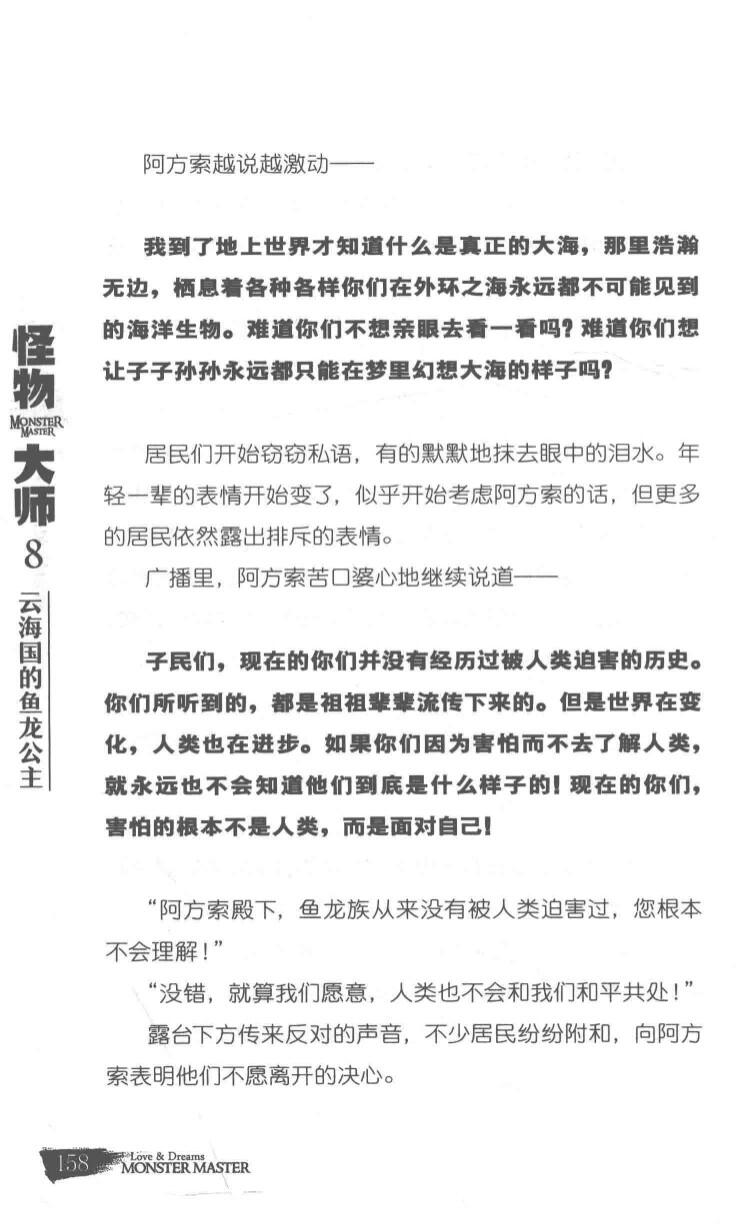 阿方索越说越激动——
我到了地上世界才知道什么是真正的大海，那里浩瀚
无边，栖息着各种各样你们在外环之海永远都不可能见到
的海洋生物。难道你们不想亲眼去看一看吗？难道你们想
让子子孙孙永远都只能在梦里幻想大海的样子吗？
居民们开始窃窃私语，有的默默地抹去眼中的泪水。年
轻一辈的表情开始变了，似乎开始考虑阿方索的话，但更多
的居民依然露出排斥的表情。
广播里，阿方索苦口婆心地继续说道——
子民们，现在的你们并没有经历过被人类迫害的历史。
你们所听到的，都是祖祖辈辈流传下来的。但是世界在变
化，人类也在进步。如果你们因为害怕而不去了解人类，
就永远也不会知道他们到底是什么样子的！现在的你们，
害怕的根本不是人类，而是面对自己！
“阿方索殿下，鱼龙族从来没有被人类迫害过，您根本
不会理解！”
“没错，就算我们愿意，人类也不会和我们和平共处！”
露台下方传来反对的声音，不少居民纷纷附和，向阿方
索表明他们不愿离开的决心。
怪物
MONSTER
MASTER
大师
8
云海国的鱼龙公主
158
Love & Dreams
MONSTER MASTER